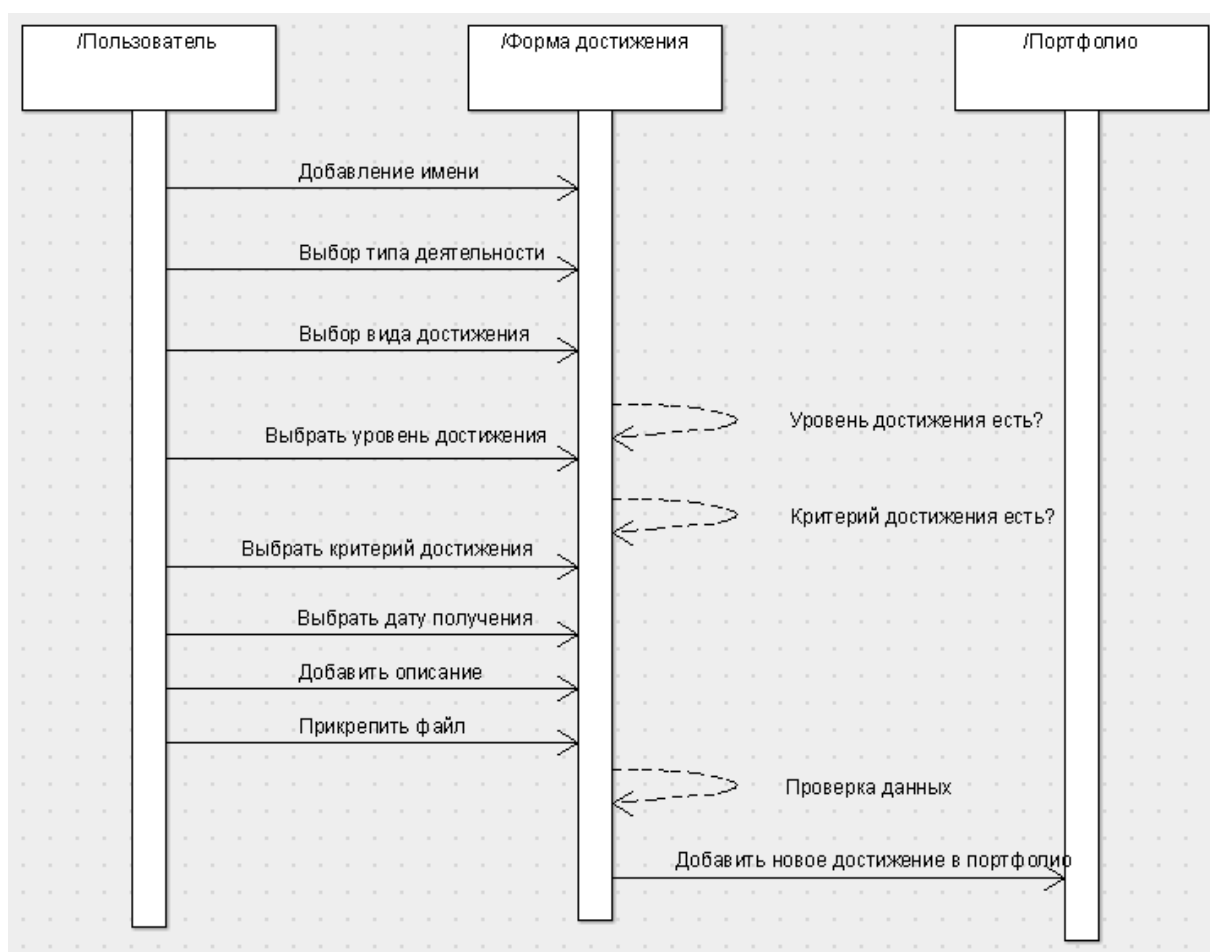 /Пользователь
/Форма достижения
/Портфолио
Добавление имени
Выбор типа деятельности
Выбор вида достижения
Уровень достижения есть?
Выбрать уровень достижения
Критерий достижения есть?
Выбрать критерий достижения
Выбрать дату получения
Добавить описание
Прикрепить файл
Проверка данных
Добавить новое достижение в портфолио